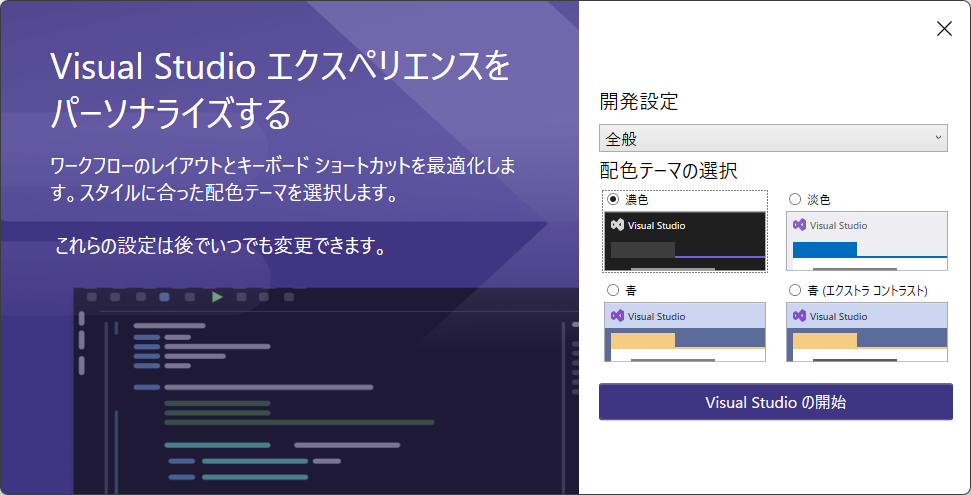 Visual Studio エクスペリエンスを
パーソナライズする
ワークフローのレイアウトとキーボード ショートカットを最適化しま
す。スタイルに合った配色テーマを選択します。
これらの設定は後でいつでも変更できます。
開発設定
全般
配色テーマの選択
濃色
淡色
Visual Studio
Visual Studio
青
青 (エクストラ コントラスト)
Visual Studio
Visual Studio
Visual Studio の開始